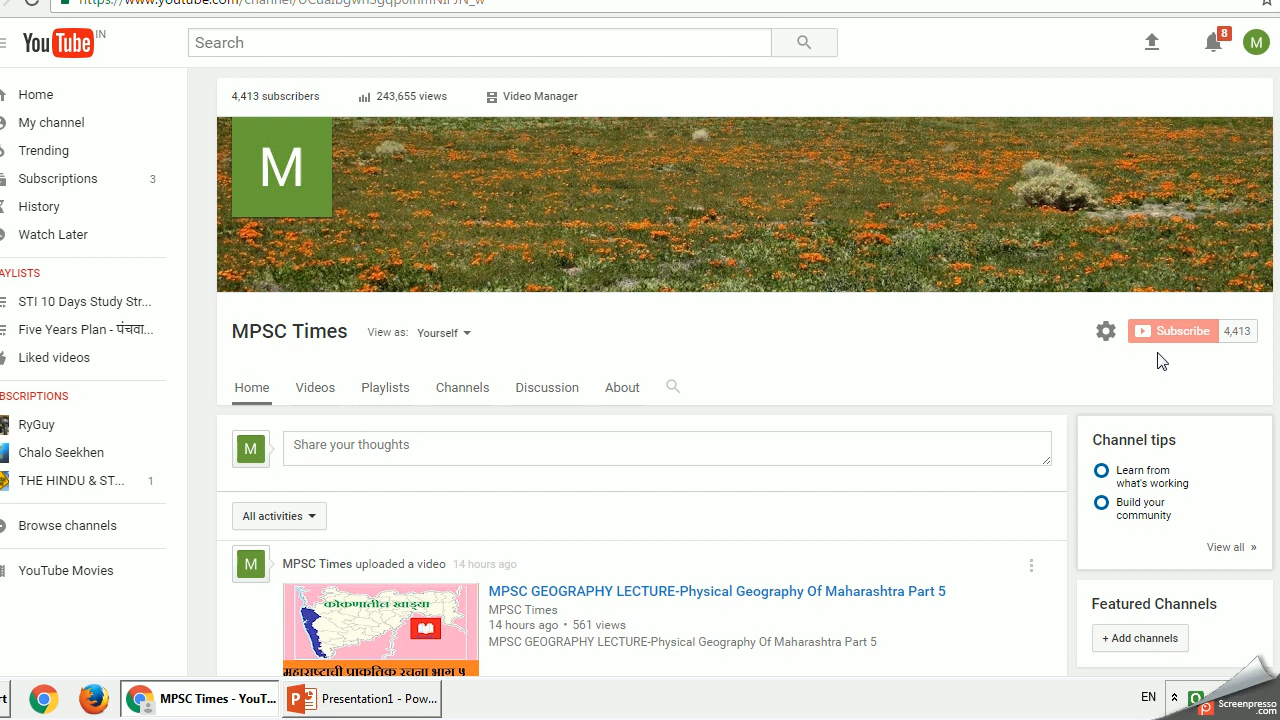 YouTube IN
Search
8
M
Home
My channel
Trending
Subscriptions 3
History
Watch Later
AYLISTS
STI 10 Days Study Str...
Five Years Plan - पंचवा...
Liked videos
BSCRIPTIONS
RyGuy
Chalo Seekhen
THE HINDU & ST... 1
Browse channels
YouTube Movies
4,413 subscribers
243,655 views
Video Manager
M
MPSC Times
View as: Yourself
Subscribe 4,413
Home Videos Playlists Channels Discussion About
M
Share your thoughts
All activities
M
MPSC Times uploaded a video 14 hours ago
कोकणातील खाड्या
महाराष्ट्राची प्राकृतिक रचना भाग ५
MPSC GEOGRAPHY LECTURE-Physical Geography Of Maharashtra Part 5
MPSC Times
14 hours ago • 561 views
MPSC GEOGRAPHY LECTURE-Physical Geography Of Maharashtra Part 5
Channel tips
Learn from
what's working
Build your
community
View all »
Featured Channels
+ Add channels
rt
MPSC Times - YouT...
Presentation1 - Pow...
EN
Screenpresso
.com